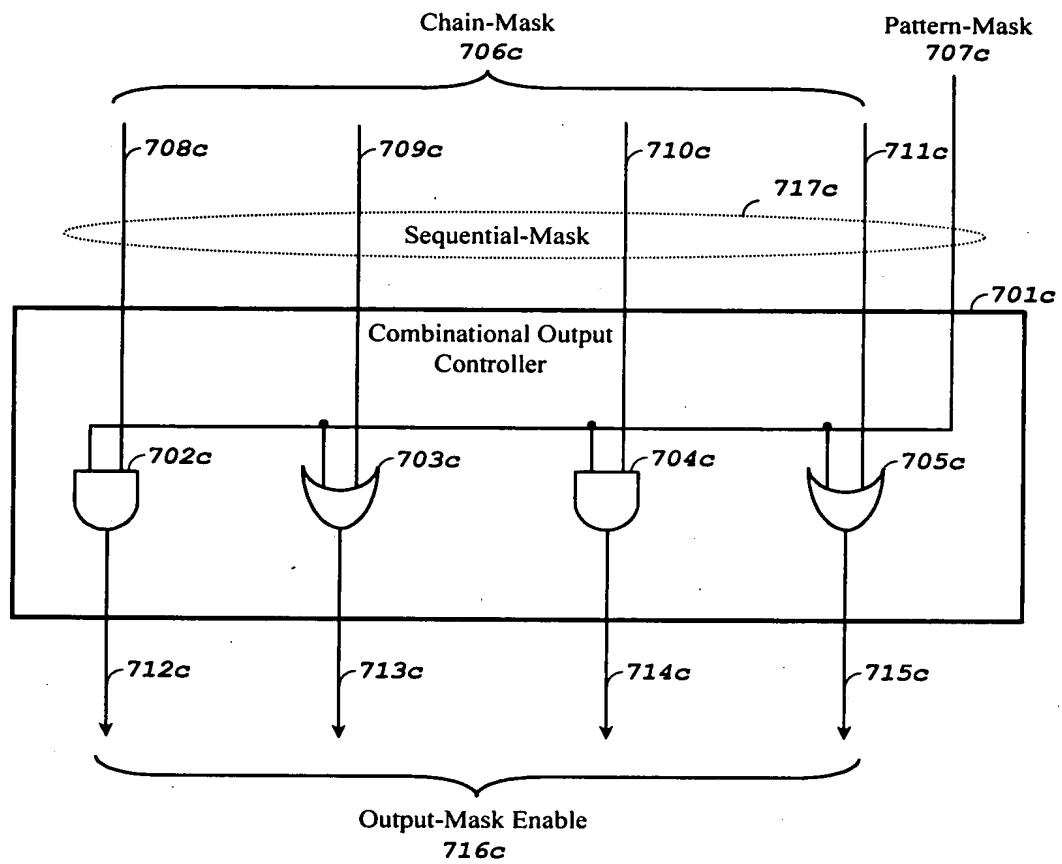 Chain-Mask
706c
Pattern-Mask
707c
708c
709c
710c
711c
717c
Sequential-Mask
701c
Combinational Output
Controller
702c
703c
704c
705c
712c
713c
714c
715c
Output-Mask Enable
716c